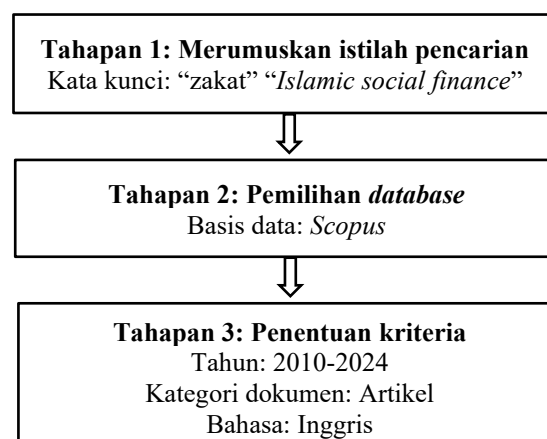 Tahapan 1: Merumuskan istilah pencarian
Kata kunci: “zakat” “Islamic social finance”
Tahapan 2: Pemilihan database
Basis data: Scopus
Tahapan 3: Penentuan kriteria
Tahun: 2010-2024
Kategori dokumen: Artikel
Bahasa: Inggris